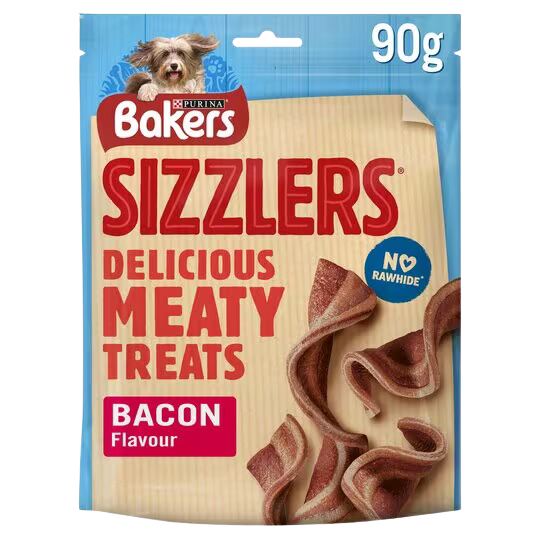 90g
PURINA
Bakers
SIZZLERS®
DELICIOUS
MEATY
TREATS
NO
RAWHIDE*
BACON
Flavour